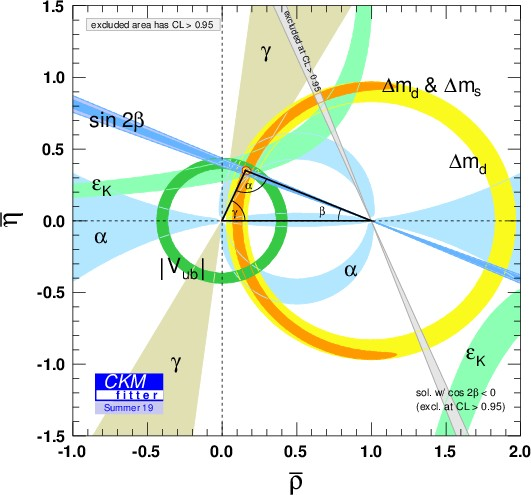 1.5
excluded area has CL > 0.95
excluded at CL > 0.95
γ
1.0
Δm_d & Δm_s
sin 2β
0.5
Δm_d
ε_K
α
α
γ
β
η̅
0.0
|V_ub|
α
-0.5
-1.0
γ
ε_K
CKM
fitter
Summer 19
sol. w/ cos 2β < 0
(excl. at CL > 0.95)
-1.5
-1.0
-0.5
0.0
0.5
1.0
1.5
2.0
ρ̅